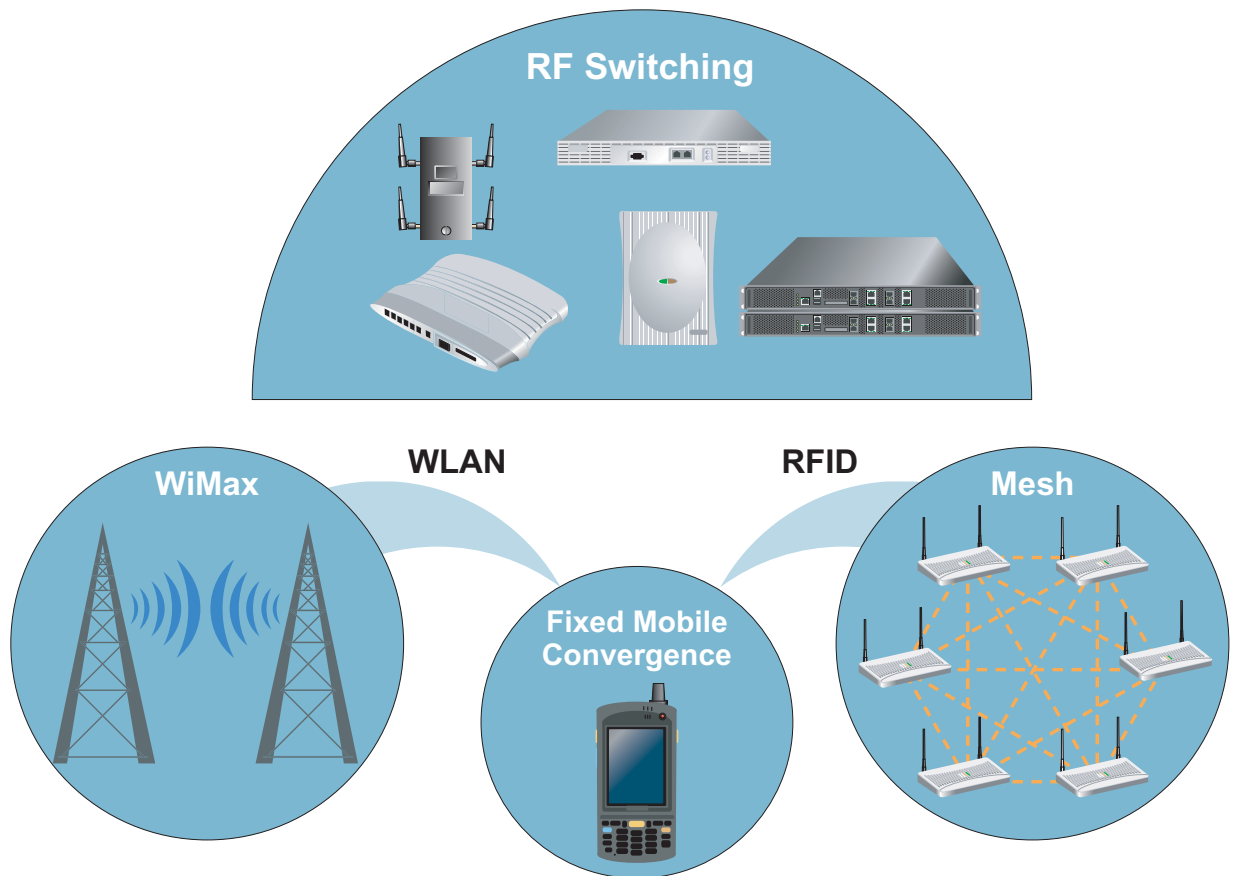 RF Switching
WLAN
RFID
WiMax
Mesh
Fixed Mobile
Convergence